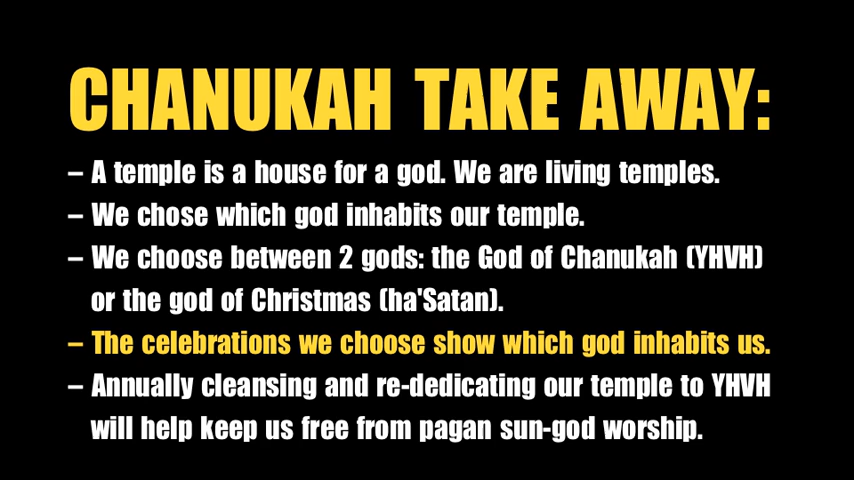 CHANUKAH TAKE AWAY:
– A temple is a house for a god. We are living temples.
– We chose which god inhabits our temple.
– We choose between 2 gods: the God of Chanukah (YHVH)
or the god of Christmas (ha'Satan).
– The celebrations we choose show which god inhabits us.
– Annually cleansing and re-dedicating our temple to YHVH
will help keep us free from pagan sun-god worship.